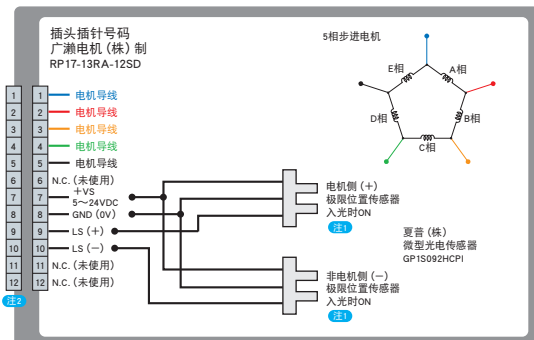 插头插针号码
广濑电机(株)制
RP17-13RA-12SD
5相步进电机
E相
A相
D相
B相
C相
1 1 电机导线
2 2 电机导线
3 3 电机导线
4 4 电机导线
5 5 电机导线
6 6 N.C.(未使用)
7 7 +VS
5~24VDC
8 8 GND (0V)
9 9 LS (+)
10 10 LS (-)
11 11 N.C.(未使用)
12 12 N.C.(未使用)
注2
电机侧(+)
极限位置传感器
入光时ON
注1
夏普(株)
微型光电传感器
GP1S092HCPI
非电机侧(-)
极限位置传感器
入光时ON
注1